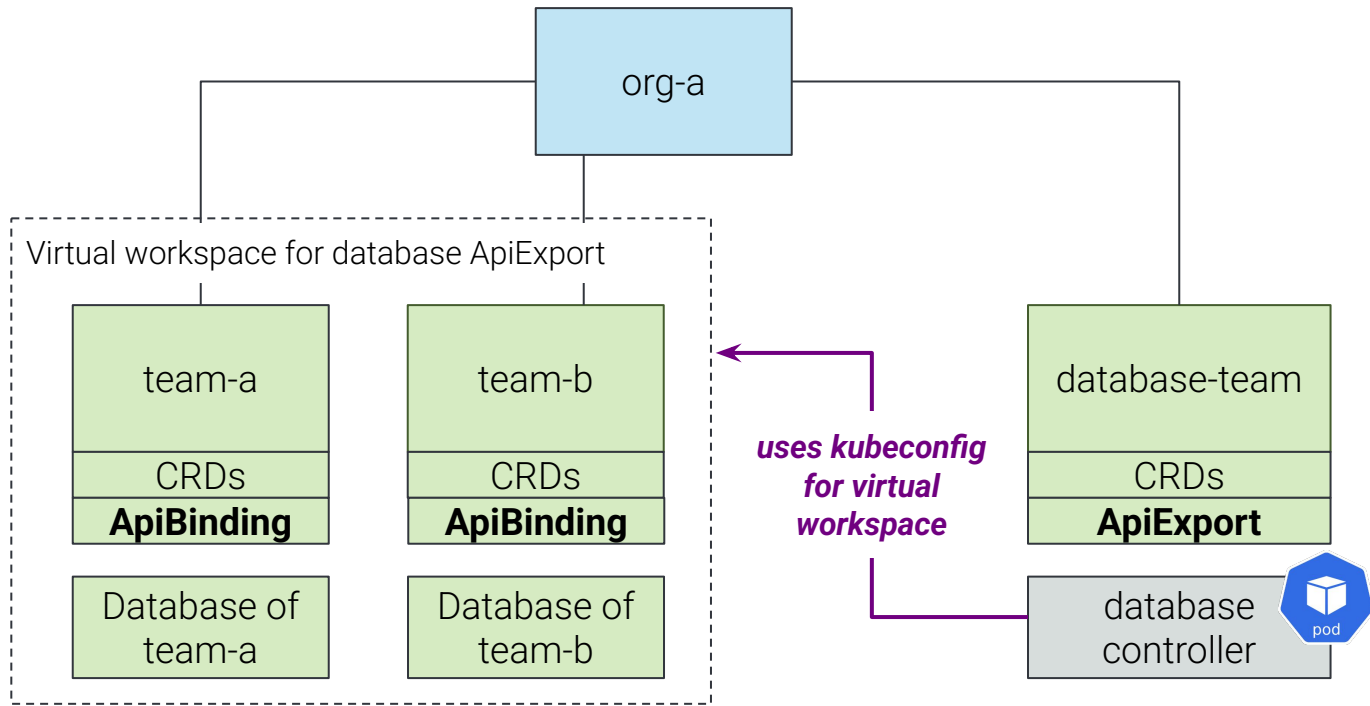 org-a
Virtual workspace for database ApiExport
team-a
CRDs
ApiBinding
Database of
team-a
team-b
CRDs
ApiBinding
Database of
team-b
uses kubeconfig
for virtual
workspace
database-team
CRDs
ApiExport
database
controller
pod